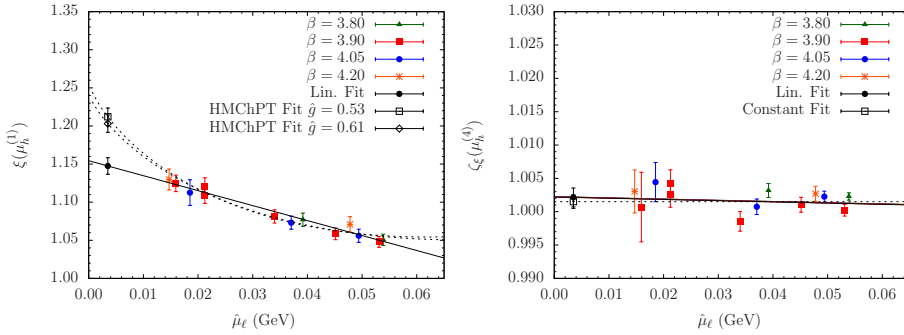 1.35
1.30
1.25
1.20
1.15
1.10
1.05
1.00
ξ(μ_h^(1))
β = 3.80
β = 3.90
β = 4.05
β = 4.20
Lin. Fit
HMChPT Fit ĝ = 0.53
HMChPT Fit ĝ = 0.61
0.00 0.01 0.02 0.03 0.04 0.05 0.06
μ̂_ℓ (GeV)
1.030
1.025
1.020
1.015
1.010
1.005
1.000
0.995
0.990
ζ_ξ(μ_h^(4))
β = 3.80
β = 3.90
β = 4.05
β = 4.20
Lin. Fit
Constant Fit
0.00 0.01 0.02 0.03 0.04 0.05 0.06
μ̂_ℓ (GeV)